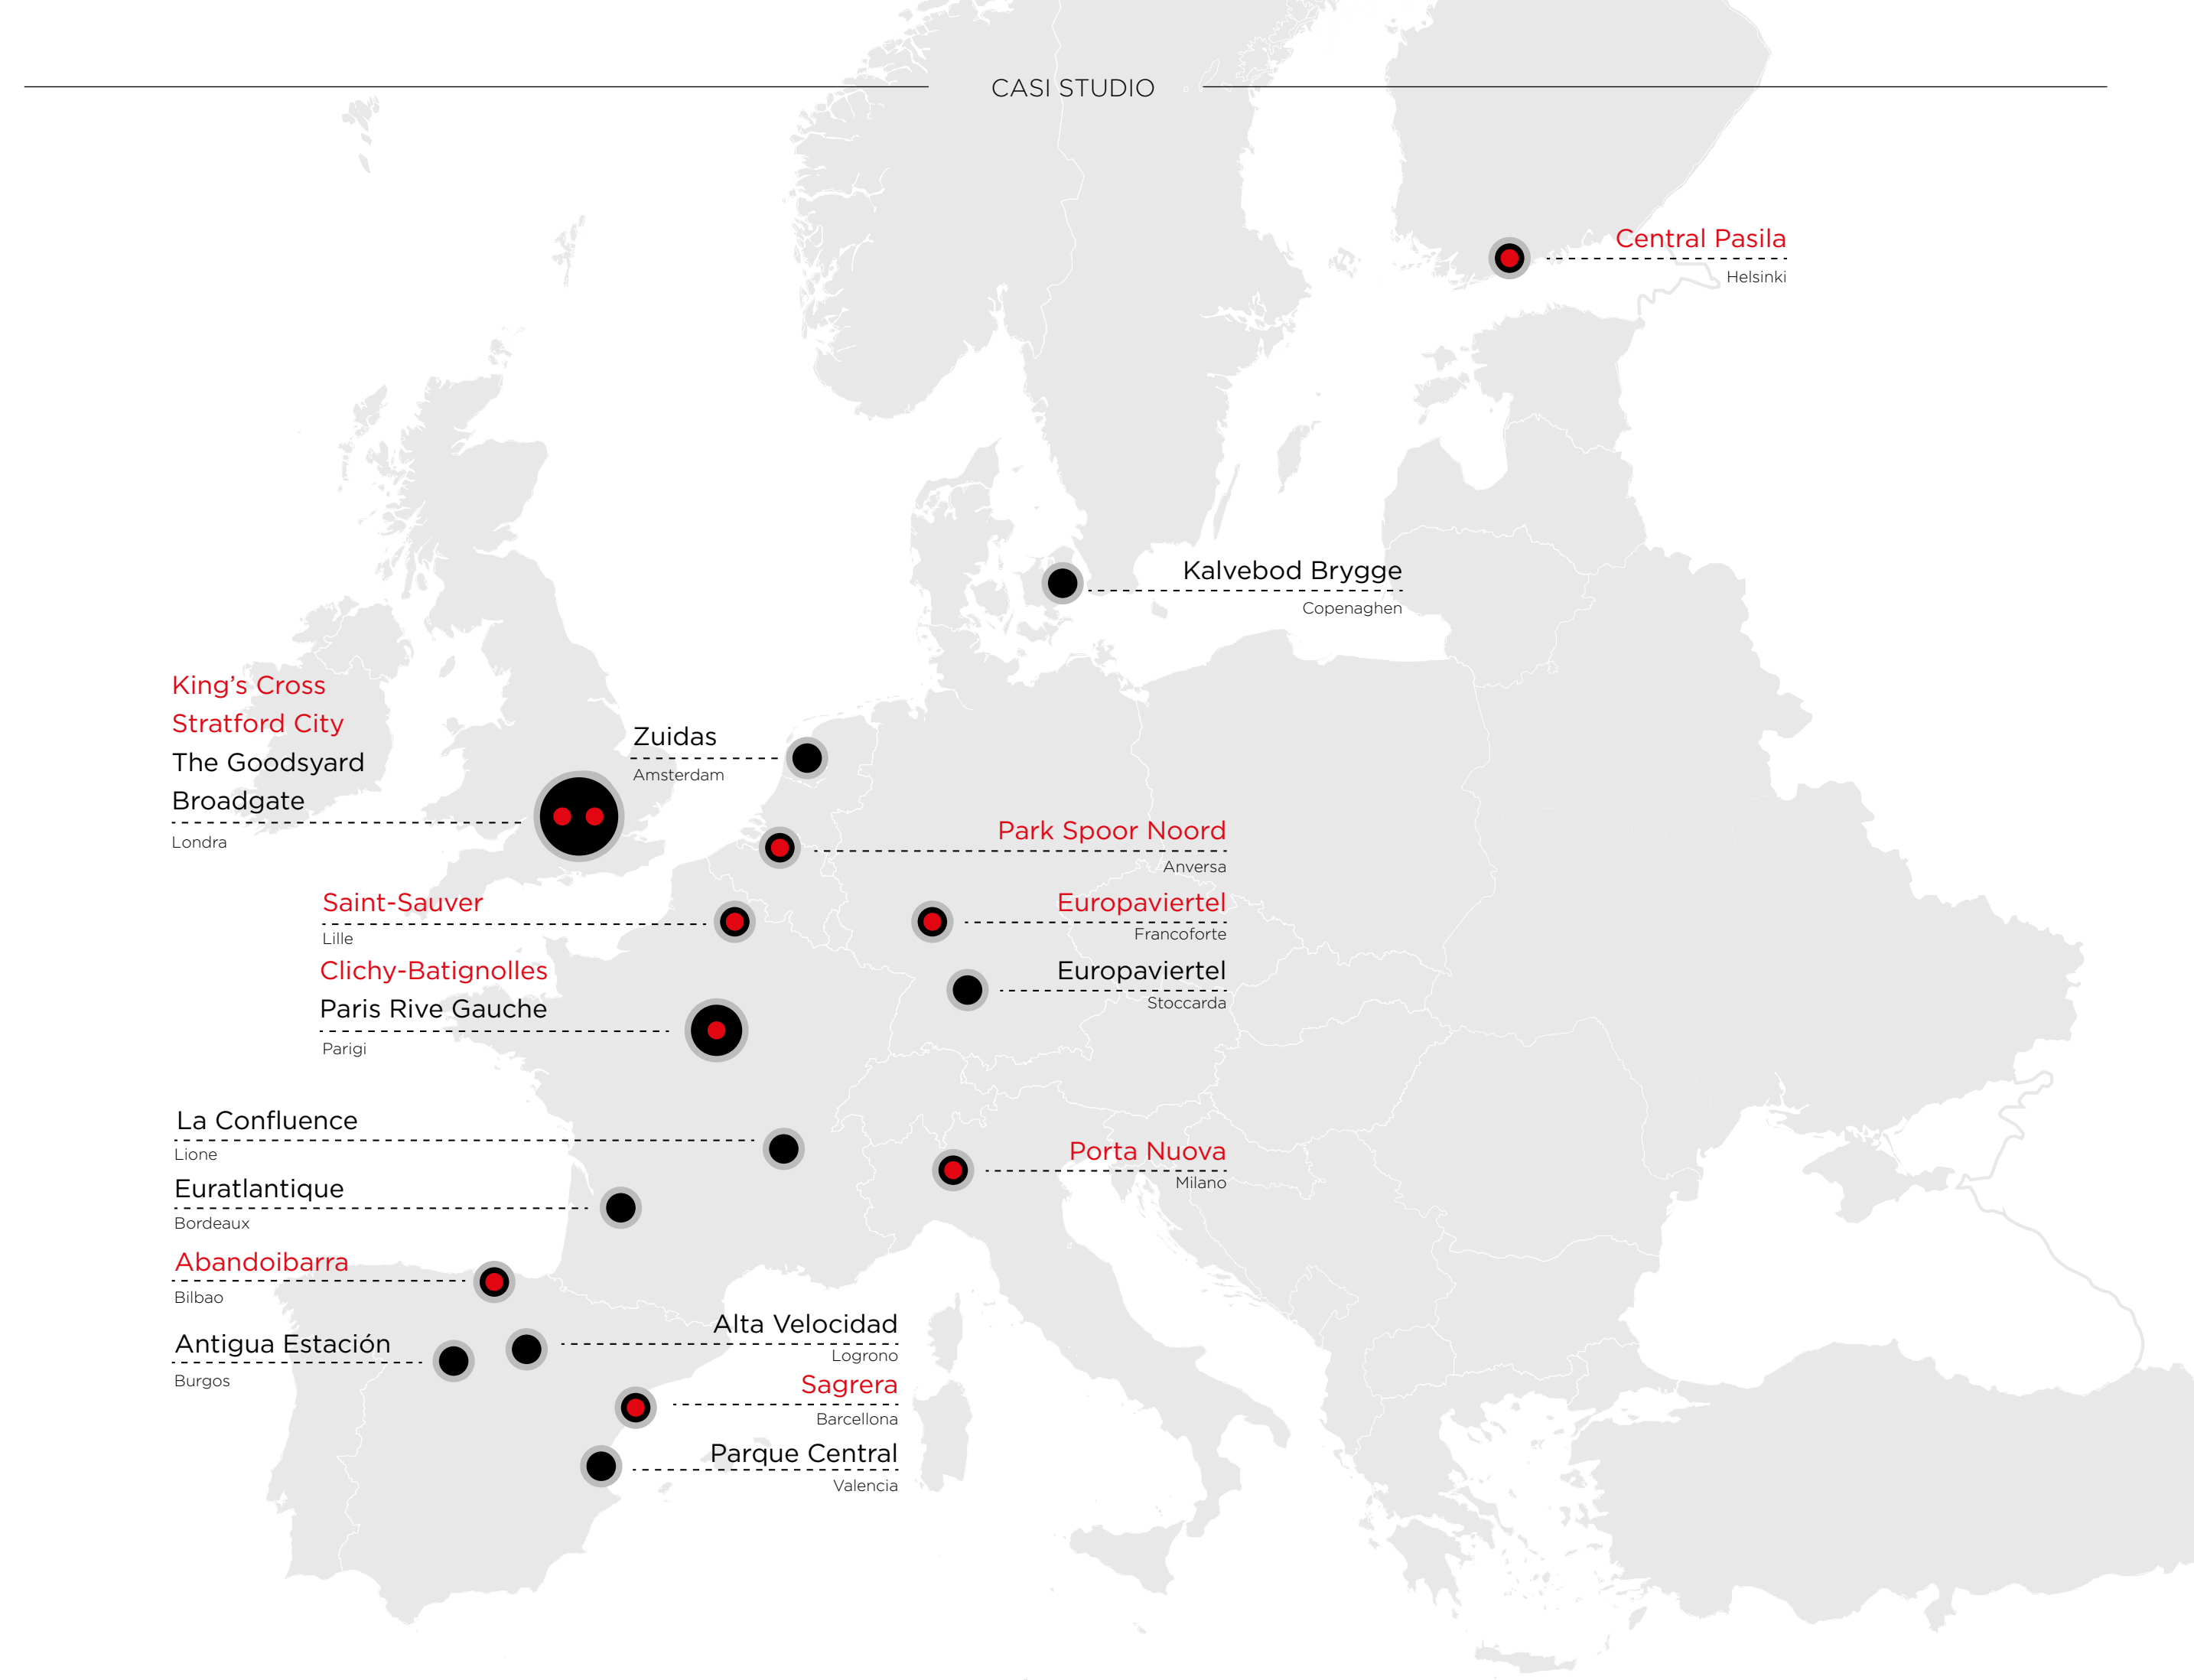 CASI STUDIO
Central Pasila
Helsinki
Kalvebod Brygge
Copenaghen
King’s Cross
Stratford City
The Goodsyard
Broadgate
Londra
Zuidas
Amsterdam
Park Spoor Noord
Anversa
Saint-Sauver
Lille
Europaviertel
Francoforte
Clichy-Batignolles
Paris Rive Gauche
Parigi
Europaviertel
Stoccarda
La Confluence
Lione
Porta Nuova
Milano
Euratlantique
Bordeaux
Abandoibarra
Bilbao
Antigua Estación
Burgos
Alta Velocidad
Logrono
Sagrera
Barcellona
Parque Central
Valencia